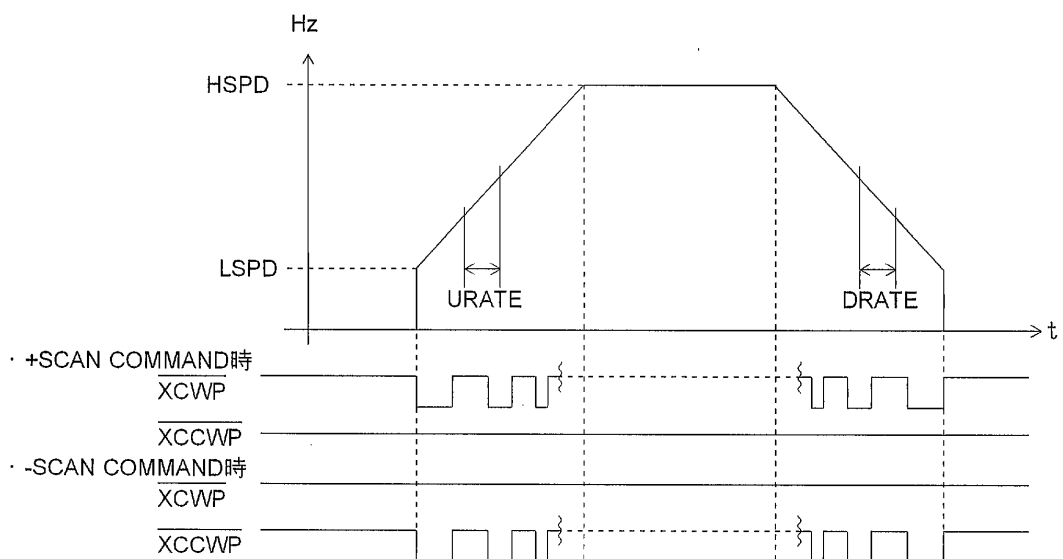 Hz
HSPD
LSPD
URATE
DRATE
t
・+SCAN COMMAND時
XCWP
XCCWP
・-SCAN COMMAND時
XCWP
XCCWP